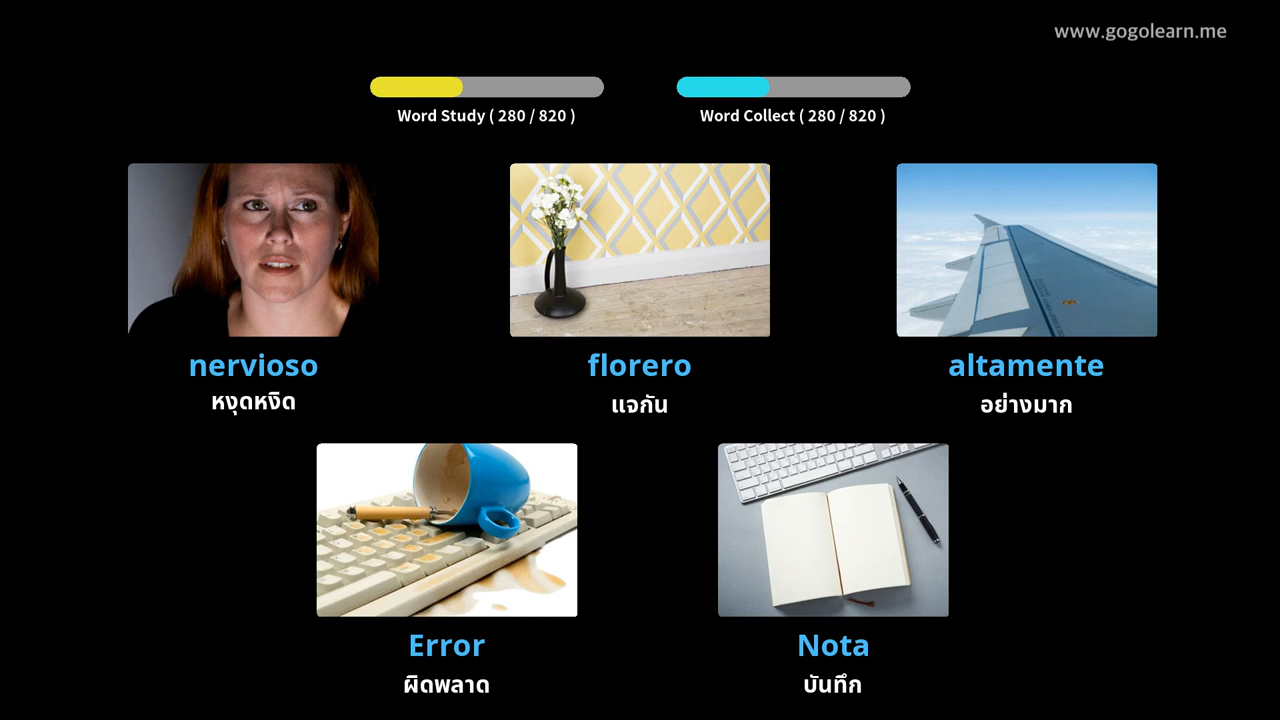 www.gogolearn.me
Word Study ( 280 / 820 )
Word Collect ( 280 / 820 )
nervioso
หงุดหงิด
florero
แจกัน
altamente
อย่างมาก
Error
ผิดพลาด
Nota
บันทึก